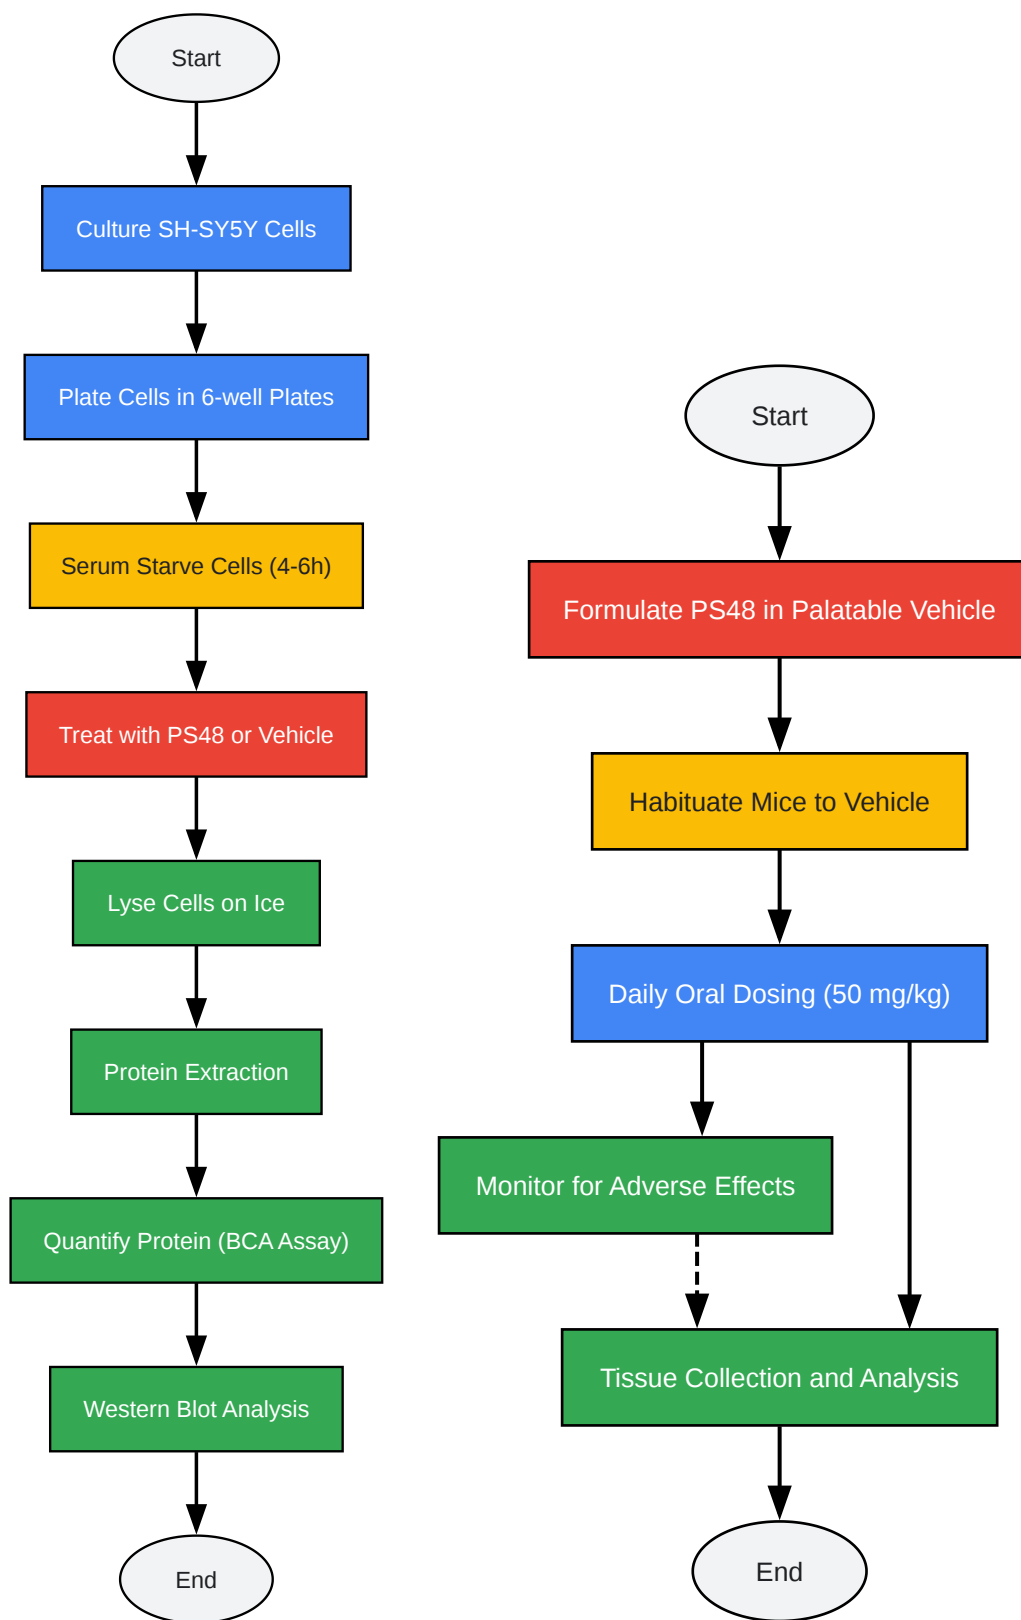 Start
Culture SH-SY5Y Cells
Plate Cells in 6-well Plates
Serum Starve Cells (4-6h)
Treat with PS48 or Vehicle
Lyse Cells on Ice
Protein Extraction
Quantify Protein (BCA Assay)
Western Blot Analysis
End
Start
Formulate PS48 in Palatable Vehicle
Habituate Mice to Vehicle
Daily Oral Dosing (50 mg/kg)
Monitor for Adverse Effects
Tissue Collection and Analysis
End